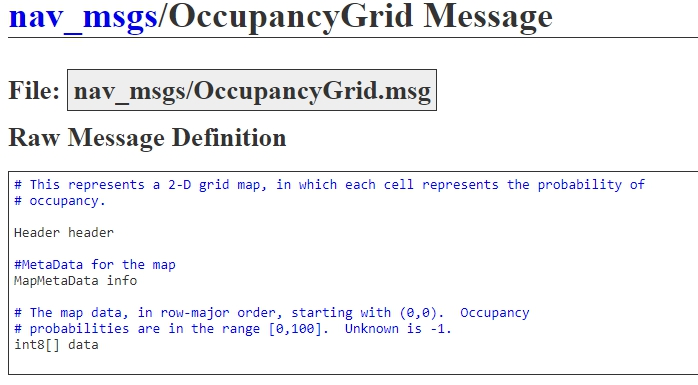 nav_msgs/OccupancyGrid Message
File: nav_msgs/OccupancyGrid.msg
Raw Message Definition
# This represents a 2-D grid map, in which each cell represents the probability of
# occupancy.
Header header
#MetaData for the map
MapMetaData info
# The map data, in row-major order, starting with (0,0).  Occupancy
# probabilities are in the range [0,100].  Unknown is -1.
int8[] data